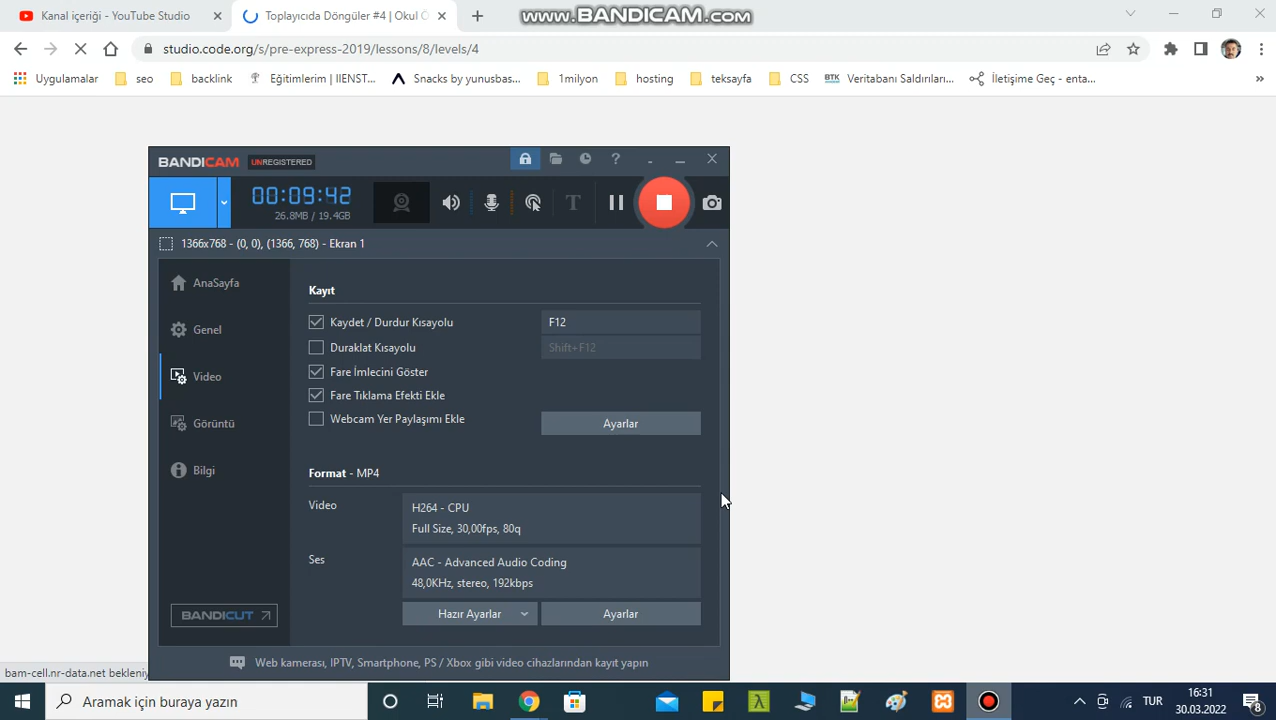 Kanal içeriği - YouTube Studio
Toplayıcıda Döngüler #4 | Okul Ö
www.BANDICAM.com
studio.code.org/s/pre-express-2019/lessons/8/levels/4
Uygulamalar
seo
backlink
Eğitimlerim | IIENST...
Snacks by yunusbas...
1milyon
hosting
teksayfa
CSS
BTK
Veritabanı Saldırıları...
İletişime Geç - enta...
»
BANDICAM UNREGISTERED
?
00:09:42
26.8MB / 19.4GB
T
1366x768 - (0, 0), (1366, 768) - Ekran 1
AnaSayfa
Genel
Video
Görüntü
Bilgi
BANDICUT
Kayıt
Kaydet / Durdur Kısayolu
F12
Duraklat Kısayolu
Shift+F12
Fare İmlecini Göster
Fare Tıklama Efekti Ekle
Webcam Yer Paylaşımı Ekle
Ayarlar
Format - MP4
Video
H264 - CPU
Full Size, 30,00fps, 80q
Ses
AAC - Advanced Audio Coding
48,0KHz, stereo, 192kbps
Hazır Ayarlar
Ayarlar
Web kamerası, IPTV, Smartphone, PS / Xbox gibi video cihazlarından kayıt yapın
bam-cell.nr-data.net bekleniy
Aramak için buraya yazın
TUR
16:31
30.03.2022
8